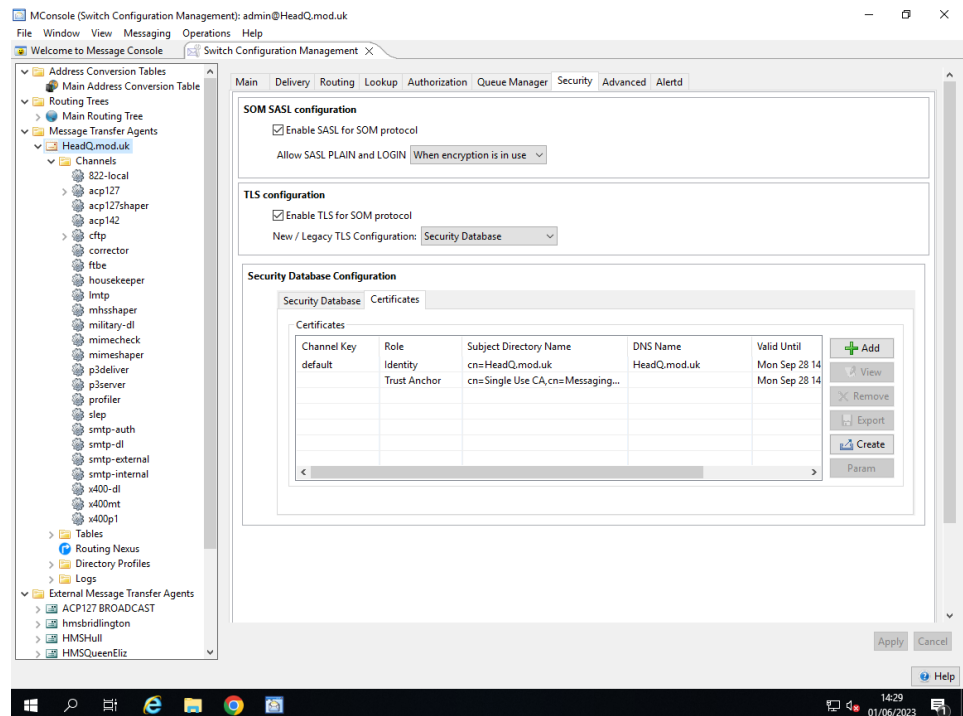 MConsole (Switch Configuration Management): admin@HeadQ.mod.uk
File Window View Messaging Operations Help
Welcome to Message Console
Switch Configuration Management
Address Conversion Tables
Main Address Conversion Table
Routing Trees
Main Routing Tree
Message Transfer Agents
HeadQ.mod.uk
Channels
822-local
acp127
acp127shaper
acp142
cftp
corrector
ftbe
housekeeper
lmtp
mhsshaper
military-dl
mimecheck
mimeshaper
p3deliver
p3server
profiler
slep
smtp-auth
smtp-dl
smtp-external
smtp-internal
x400-dl
x400mt
x400p1
Tables
Routing Nexus
Directory Profiles
Logs
External Message Transfer Agents
ACP127 BROADCAST
hmsbridlington
HMSHull
HMSQueenEliz
Main Delivery Routing Lookup Authorization Queue Manager Security Advanced Alertd
SOM SASL configuration
Enable SASL for SOM protocol
Allow SASL PLAIN and LOGIN When encryption is in use
TLS configuration
Enable TLS for SOM protocol
New / Legacy TLS Configuration: Security Database
Security Database Configuration
Security Database Certificates
Certificates
Channel Key Role Subject Directory Name DNS Name Valid Until
default Identity cn=HeadQ.mod.uk HeadQ.mod.uk Mon Sep 28 14
Trust Anchor cn=Single Use CA,cn=Messaging... Mon Sep 28 14
Add
View
Remove
Export
Create
Param
Apply Cancel
Help
14:29
01/06/2023
1